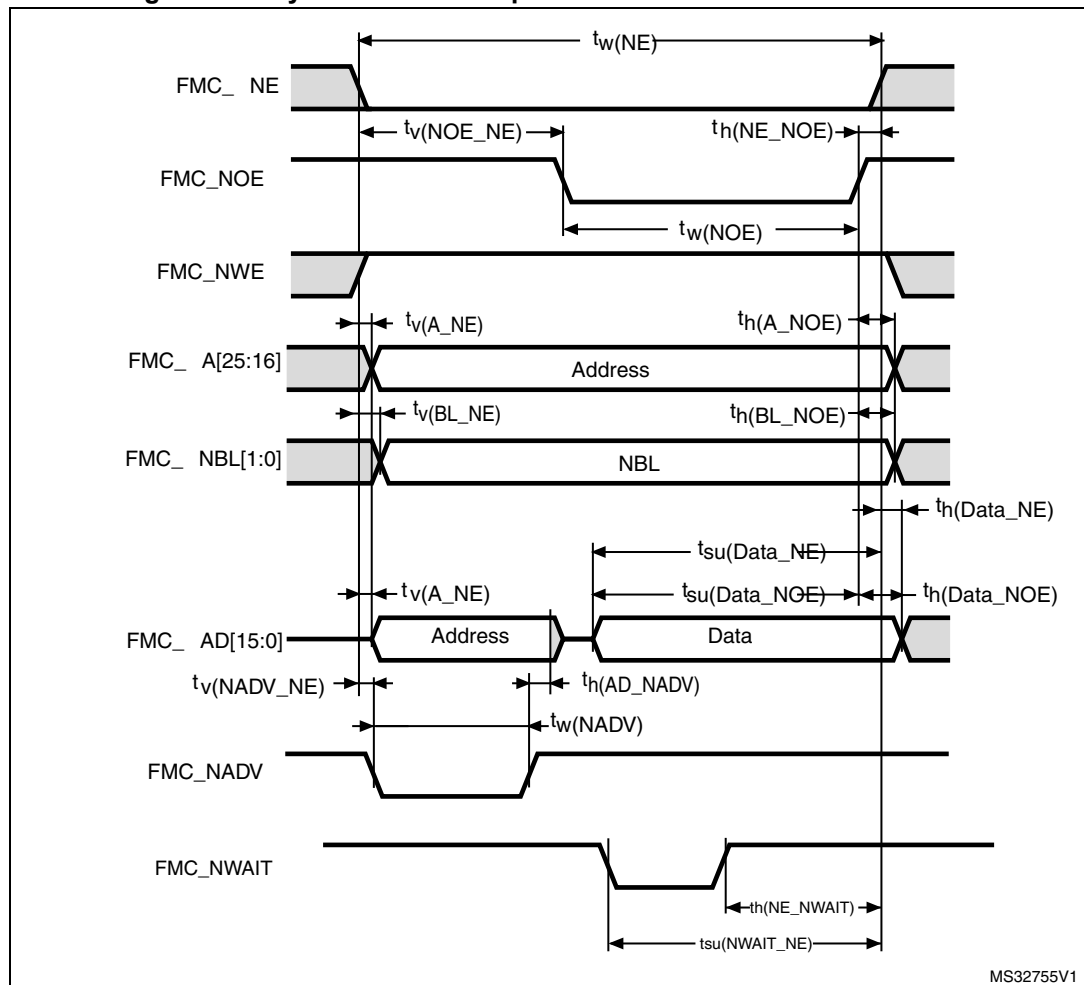 tw(NE)
FMC_ NE
tv(NOE_NE)
th(NE_NOE)
FMC_NOE
tw(NOE)
FMC_NWE
tv(A_NE)
th(A_NOE)
FMC_ A[25:16]
Address
tv(BL_NE)
th(BL_NOE)
FMC_ NBL[1:0]
NBL
th(Data_NE)
tsu(Data_NE)
tv(A_NE)
tsu(Data_NOE)
th(Data_NOE)
FMC_ AD[15:0]
Address
Data
tv(NADV_NE)
th(AD_NADV)
tw(NADV)
FMC_NADV
FMC_NWAIT
th(NE_NWAIT)
tsu(NWAIT_NE)
MS32755V1